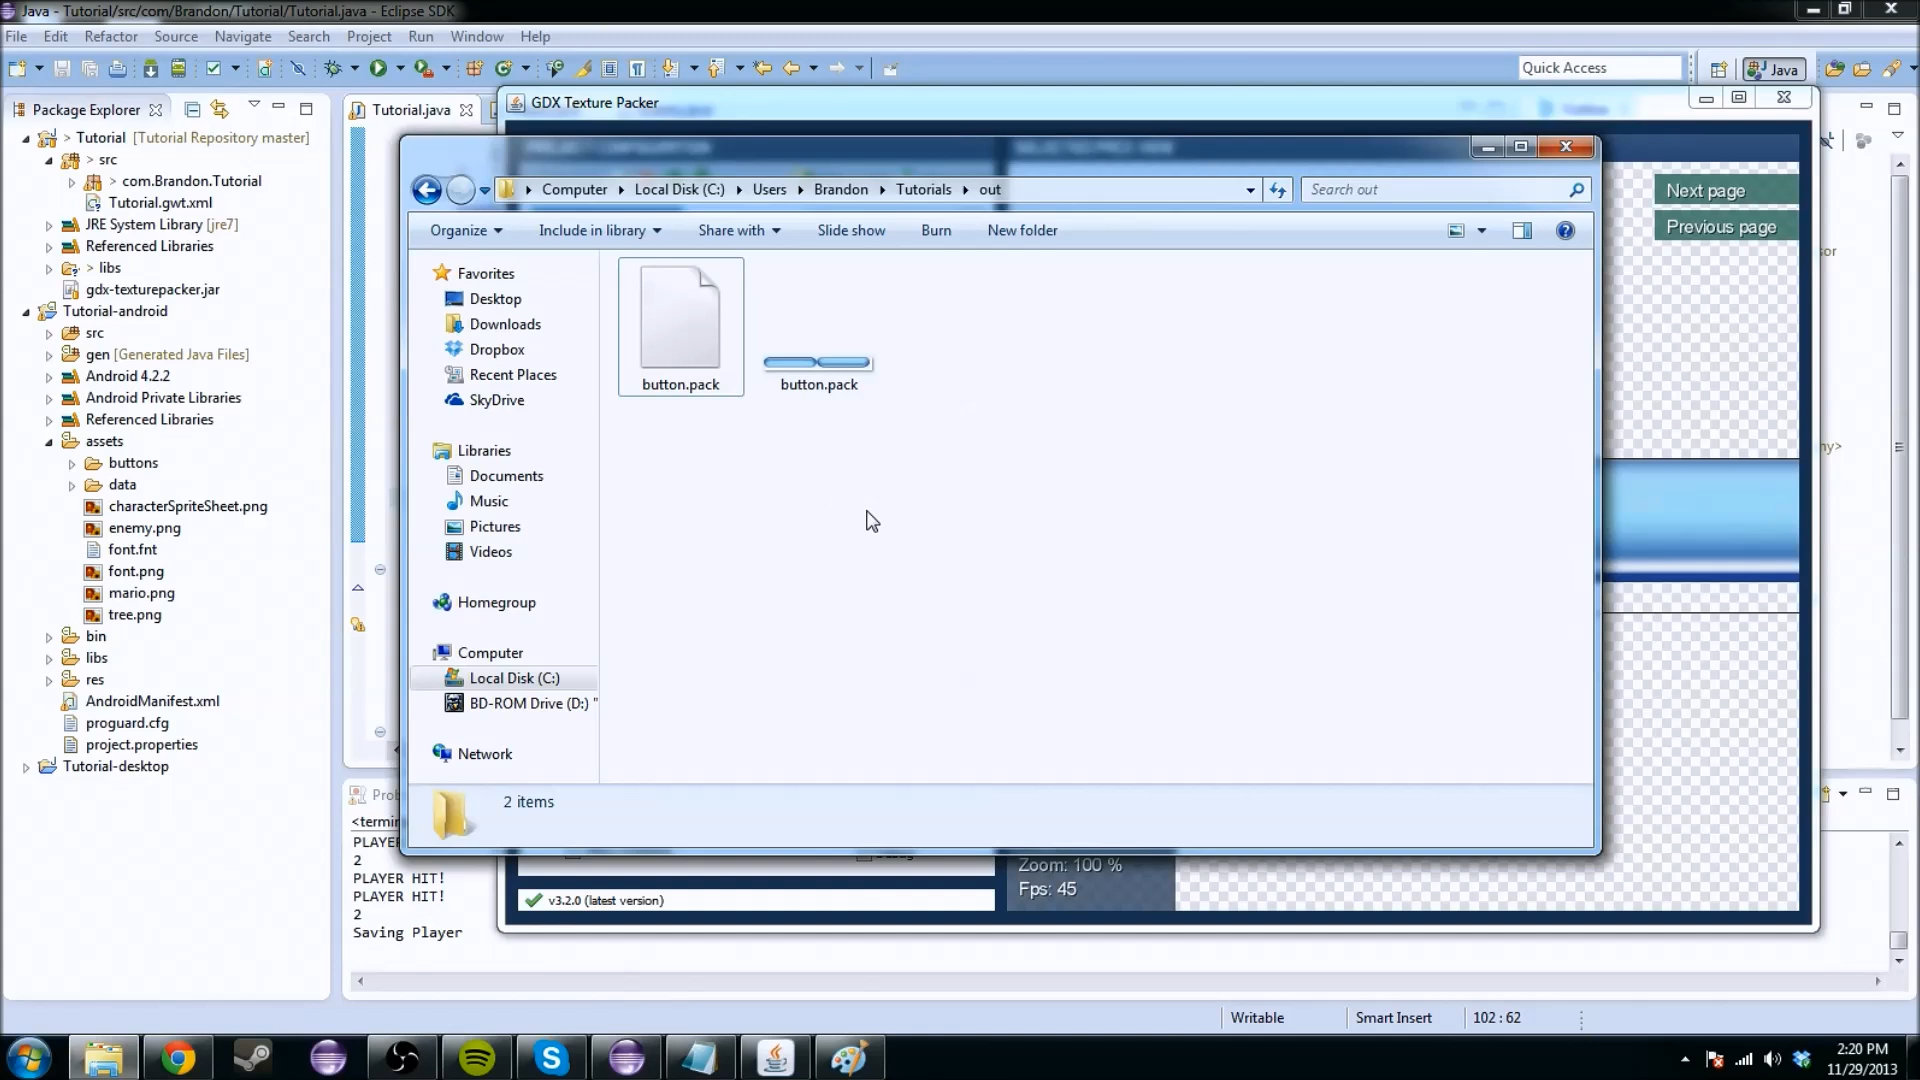 Java - Tutorial/src/com/Brandon/Tutorial/Tutorial.java - Eclipse SDK
File Edit Refactor Source Navigate Search Project Run Window Help
Quick Access
Java
Package Explorer
Tutorial.java
GDX Texture Packer
> Tutorial [Tutorial Repository master]
> src
> com.Brandon.Tutorial
Tutorial.gwt.xml
JRE System Library [jre7]
Referenced Libraries
> libs
gdx-texturepacker.jar
Tutorial-android
src
gen [Generated Java Files]
Android 4.2.2
Android Private Libraries
Referenced Libraries
assets
buttons
data
characterSpriteSheet.png
enemy.png
font.fnt
font.png
mario.png
tree.png
bin
libs
res
AndroidManifest.xml
proguard.cfg
project.properties
Tutorial-desktop
Computer Local Disk (C:) Users Brandon Tutorials out
Search out
Organize Include in library Share with Slide show Burn New folder
Favorites
Desktop
Downloads
Dropbox
Recent Places
SkyDrive
Libraries
Documents
Music
Pictures
Videos
Homegroup
Computer
Local Disk (C:)
BD-ROM Drive (D:) "
Network
button.pack
button.pack
2 items
Next page
Previous page
Zoom: 100 %
Fps: 45
v3.2.0 (latest version)
Prob
<termin
PLAYE
2
PLAYER HIT!
PLAYER HIT!
2
Saving Player
Writable
Smart Insert
102 : 62
2:20 PM
11/29/2013